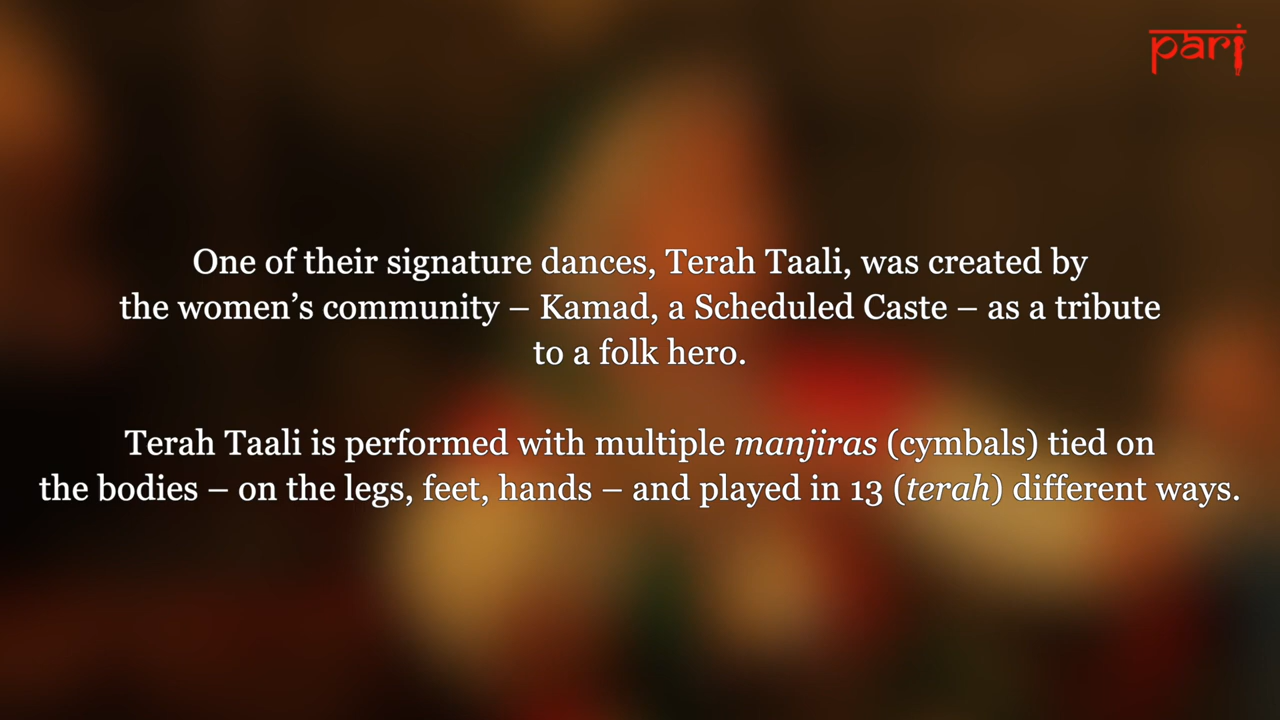 pari
One of their signature dances, Terah Taali, was created by
the women’s community – Kamad, a Scheduled Caste – as a tribute
to a folk hero.
Terah Taali is performed with multiple manjiras (cymbals) tied on
the bodies – on the legs, feet, hands – and played in 13 (terah) different ways.